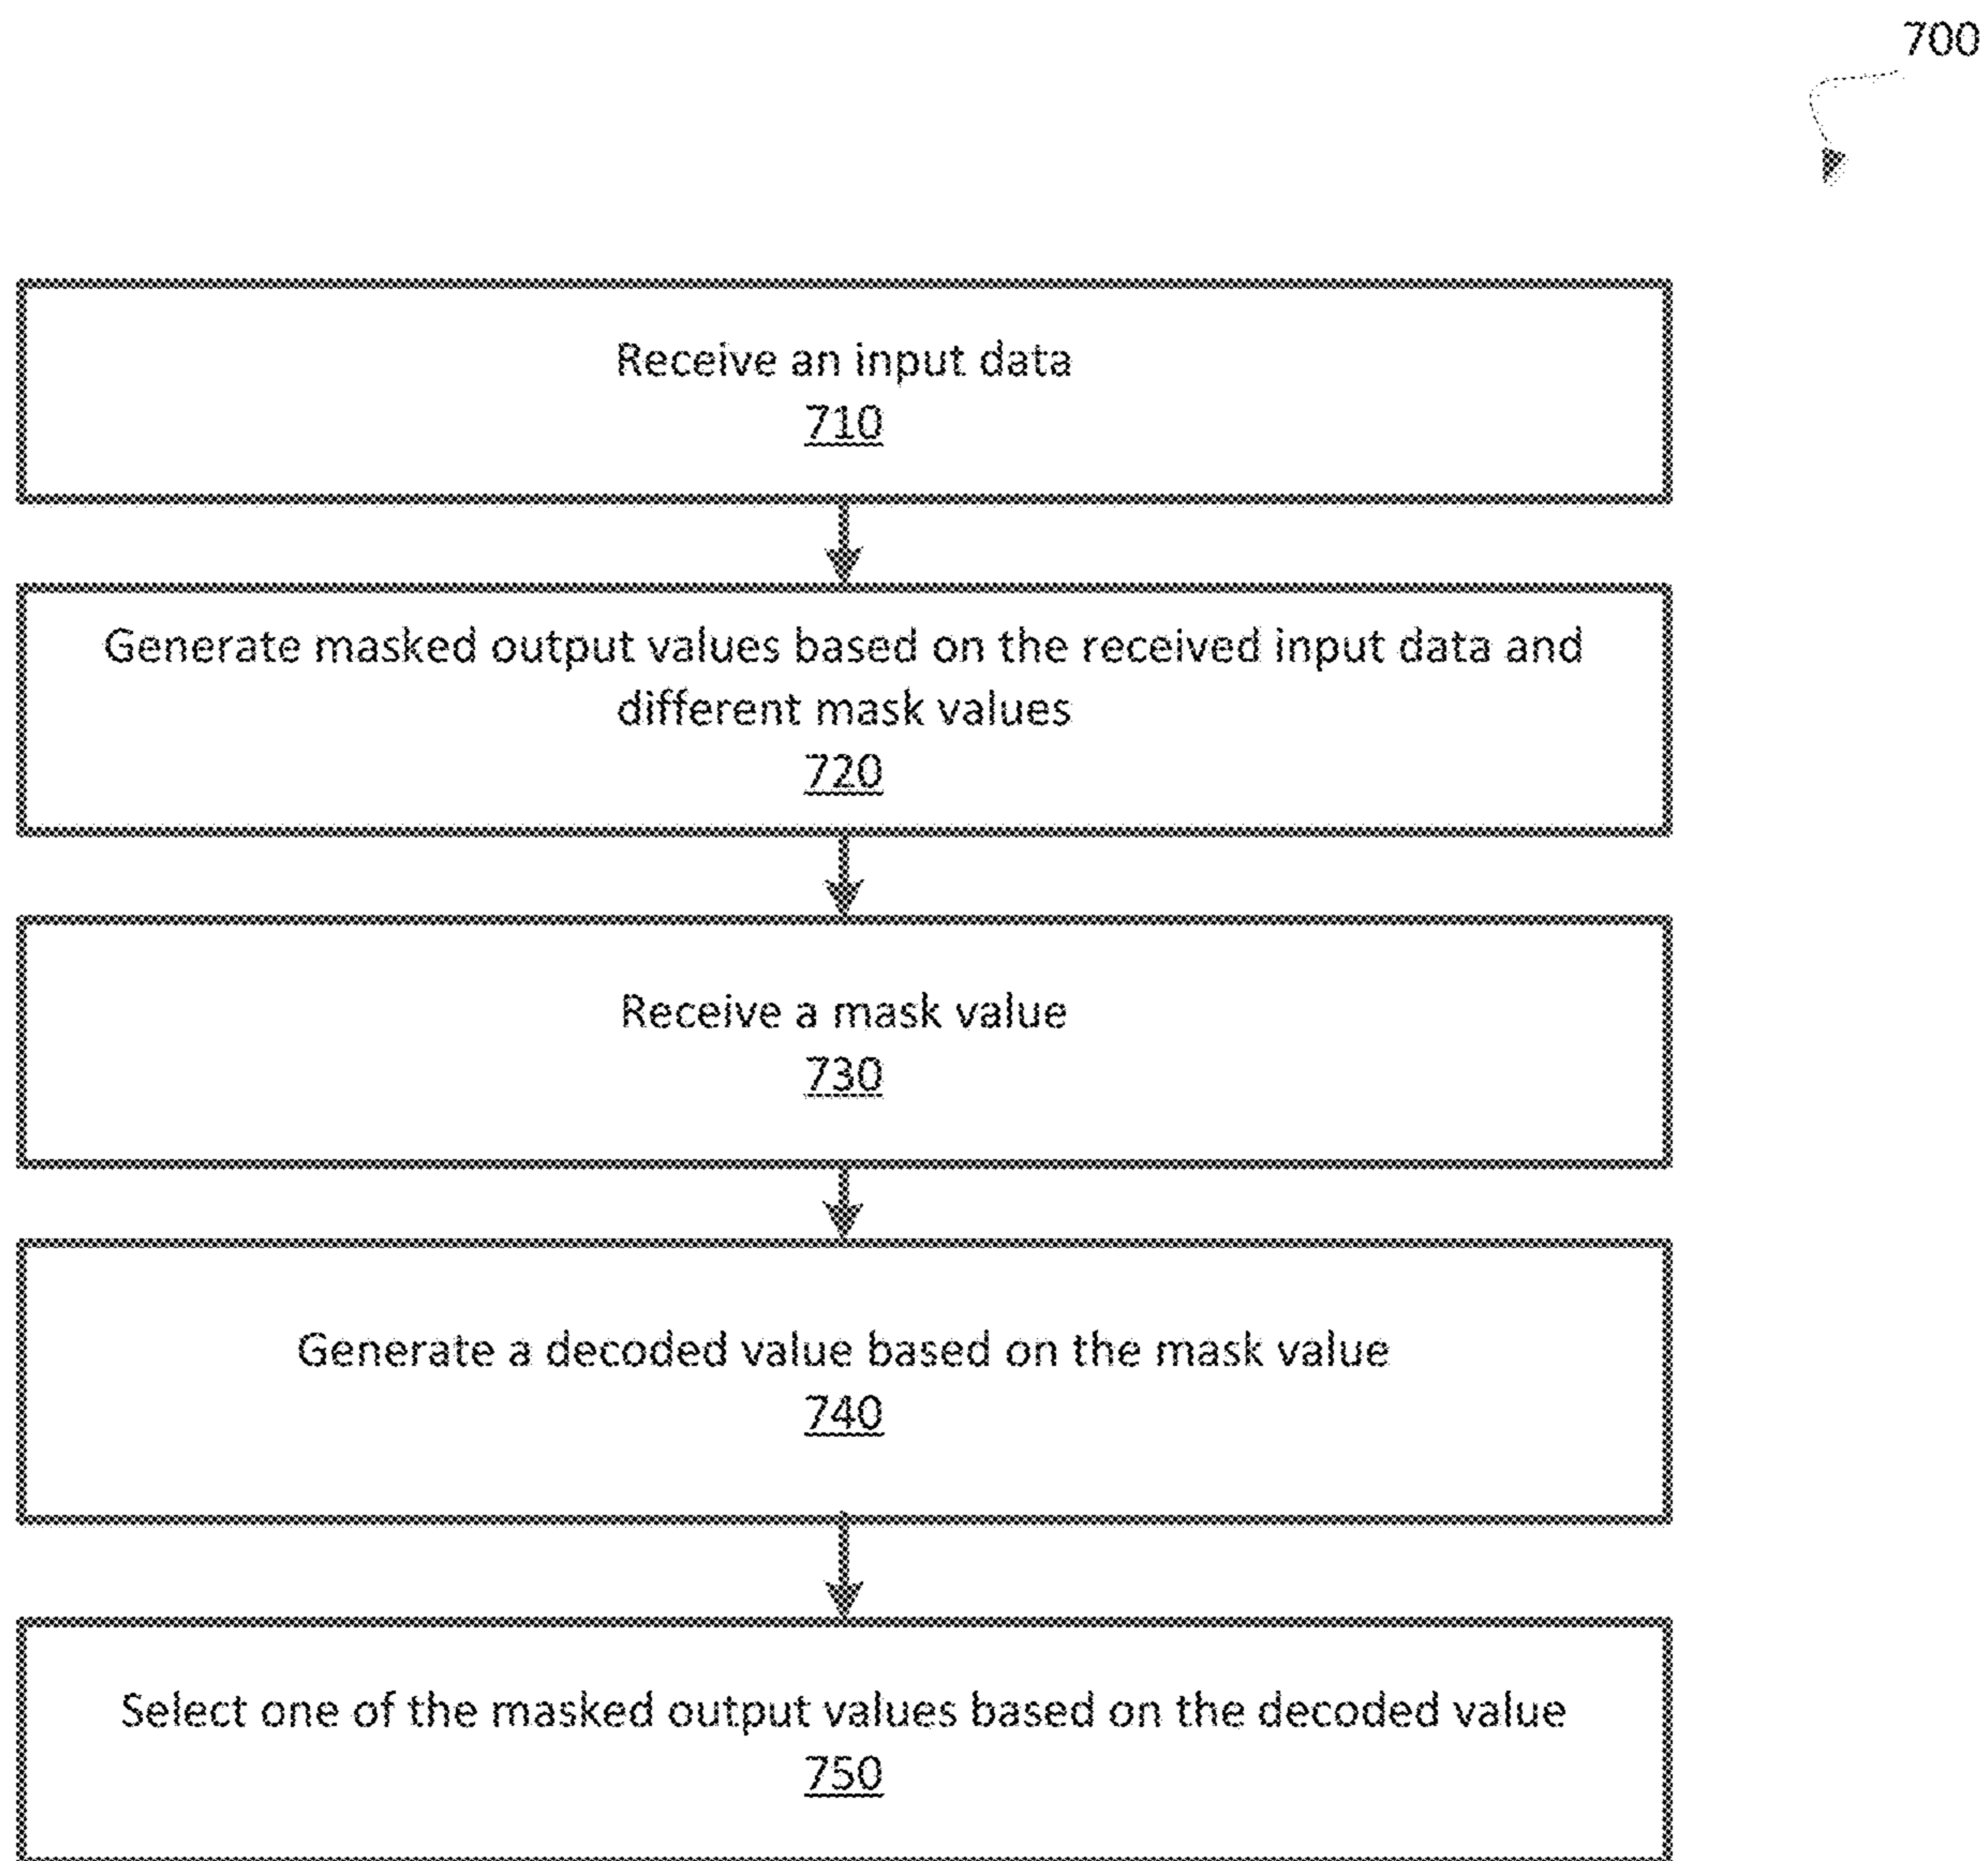 700
Receive an input data
710
Generate masked output values based on the received input data and
different mask values
720
Receive a mask value
730
Generate a decoded value based on the mask value
740
Select one of the masked output values based on the decoded value
750